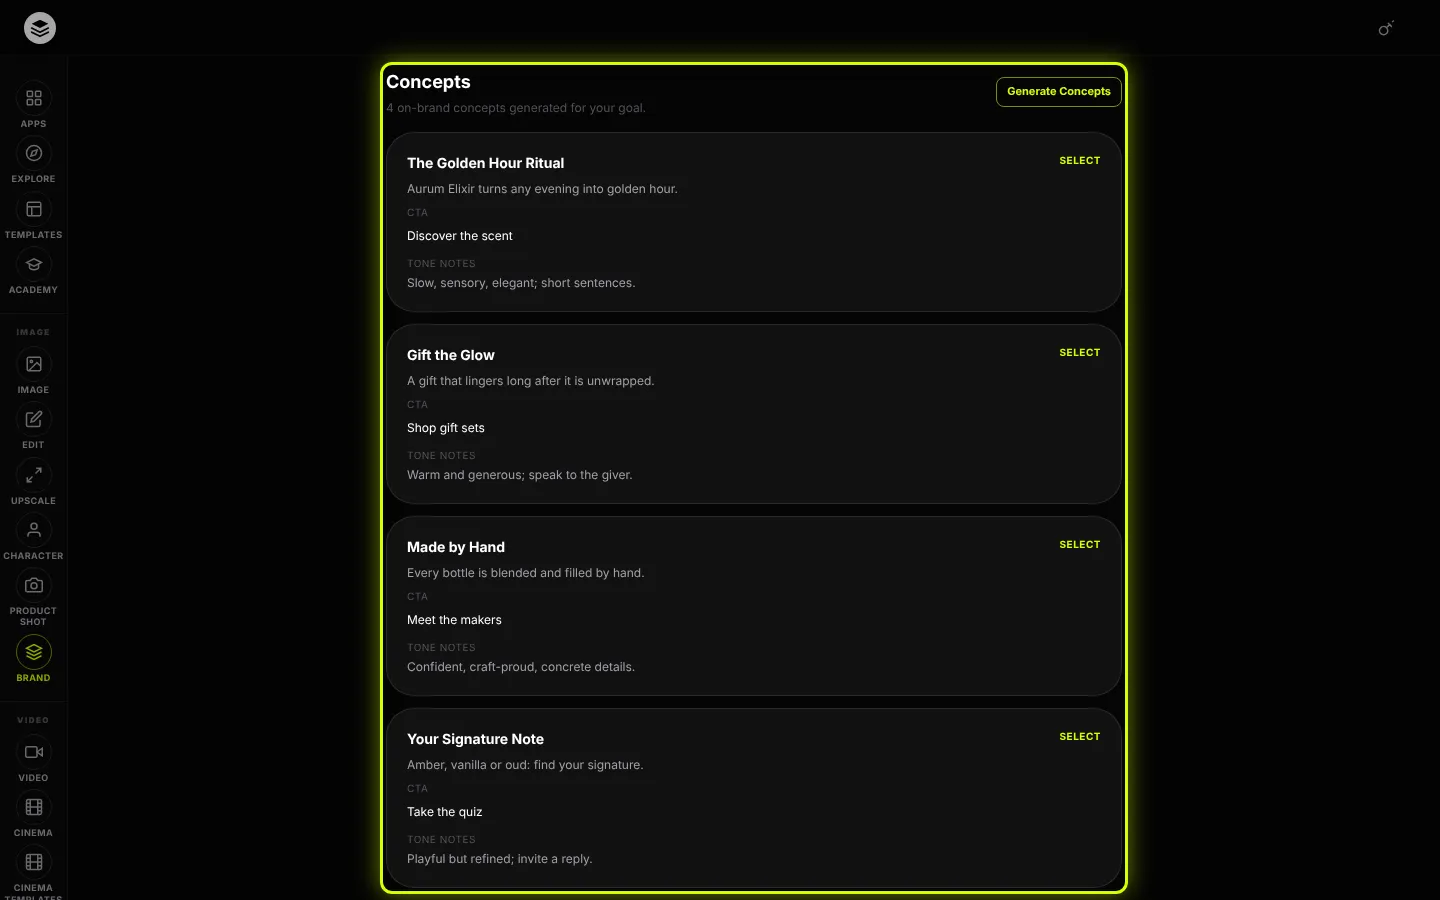 APPS
EXPLORE
TEMPLATES
ACADEMY
IMAGE
IMAGE
EDIT
UPSCALE
CHARACTER
PRODUCT
SHOT
BRAND
VIDEO
VIDEO
CINEMA
CINEMA
TEMPLATES
Concepts
4 on-brand concepts generated for your goal.
Generate Concepts
The Golden Hour Ritual
SELECT
Aurum Elixir turns any evening into golden hour.
CTA
Discover the scent
TONE NOTES
Slow, sensory, elegant; short sentences.
Gift the Glow
SELECT
A gift that lingers long after it is unwrapped.
CTA
Shop gift sets
TONE NOTES
Warm and generous; speak to the giver.
Made by Hand
SELECT
Every bottle is blended and filled by hand.
CTA
Meet the makers
TONE NOTES
Confident, craft-proud, concrete details.
Your Signature Note
SELECT
Amber, vanilla or oud: find your signature.
CTA
Take the quiz
TONE NOTES
Playful but refined; invite a reply.